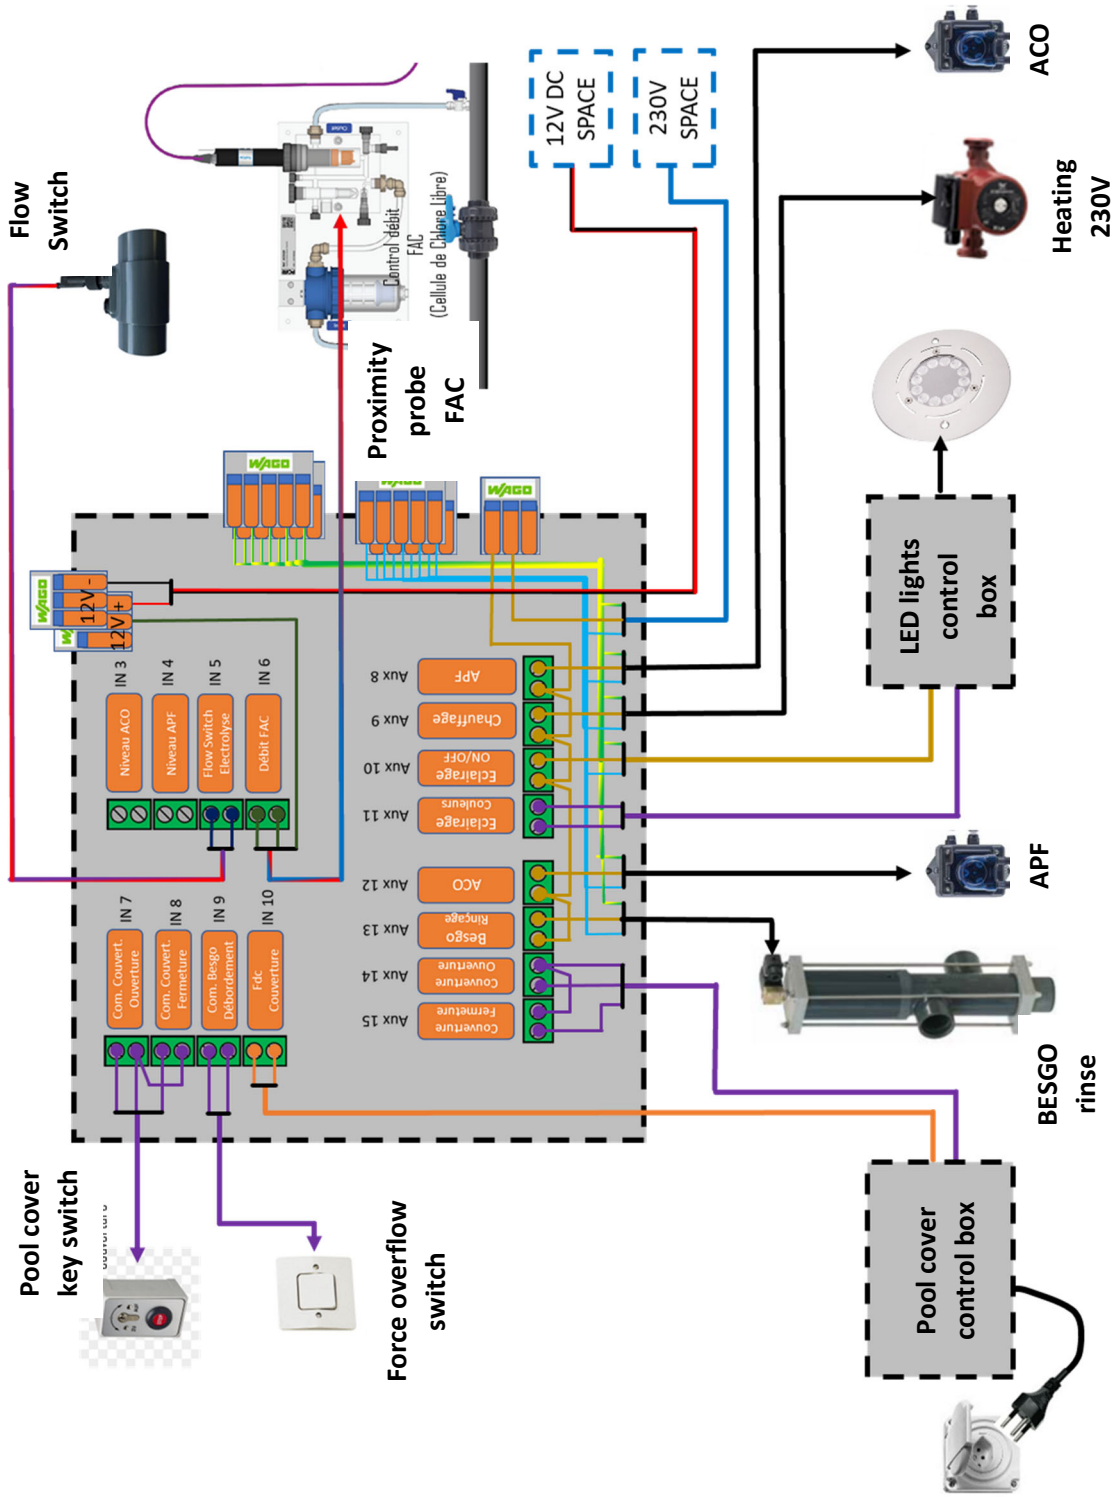 Flow
Switch
Control débit
FAC
(Cellule de Chlore Libre)
Proximity
probe
FAC
12V DC
SPACE
230V
SPACE
ACO
Heating
230V
WAGO
WAGO
WAGO
WAGO
12V -
12V +
Niveau ACO
IN 3
Niveau APF
IN 4
Flow Switch
Electrolyse
IN 5
Débit FAC
IN 6
Com. Couvert.
Ouverture
IN 7
Com. Couvert.
Fermeture
IN 8
Com. Besgo
Débordement
IN 9
Fdc
Couverture
IN 10
APF
Aux 8
Chauffage
Aux 9
Eclairage
ON/OFF
Aux 10
Eclairage
Couleurs
Aux 11
ACO
Aux 12
Besgo
Rinçage
Aux 13
Couverture
Ouverture
Aux 14
Couverture
Fermeture
Aux 15
LED lights
control
box
APF
BESGO
rinse
Pool cover
key switch
Force overflow
switch
Pool cover
control box